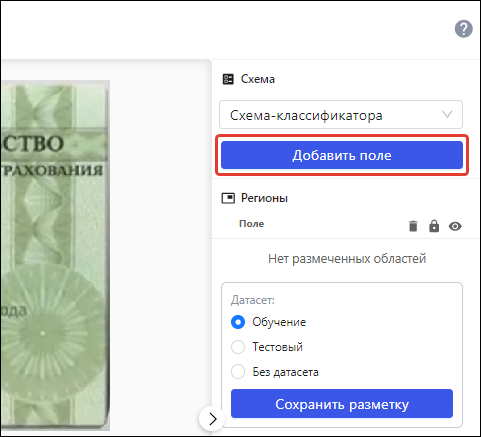 Схема
Схема-классификатора
Добавить поле
СТВО
РАХОВАНИЯ
Регионы
Поле
Нет размеченных областей
Датасет:
Обучение
ода
Тестовый
Без датасета
Сохранить разметку